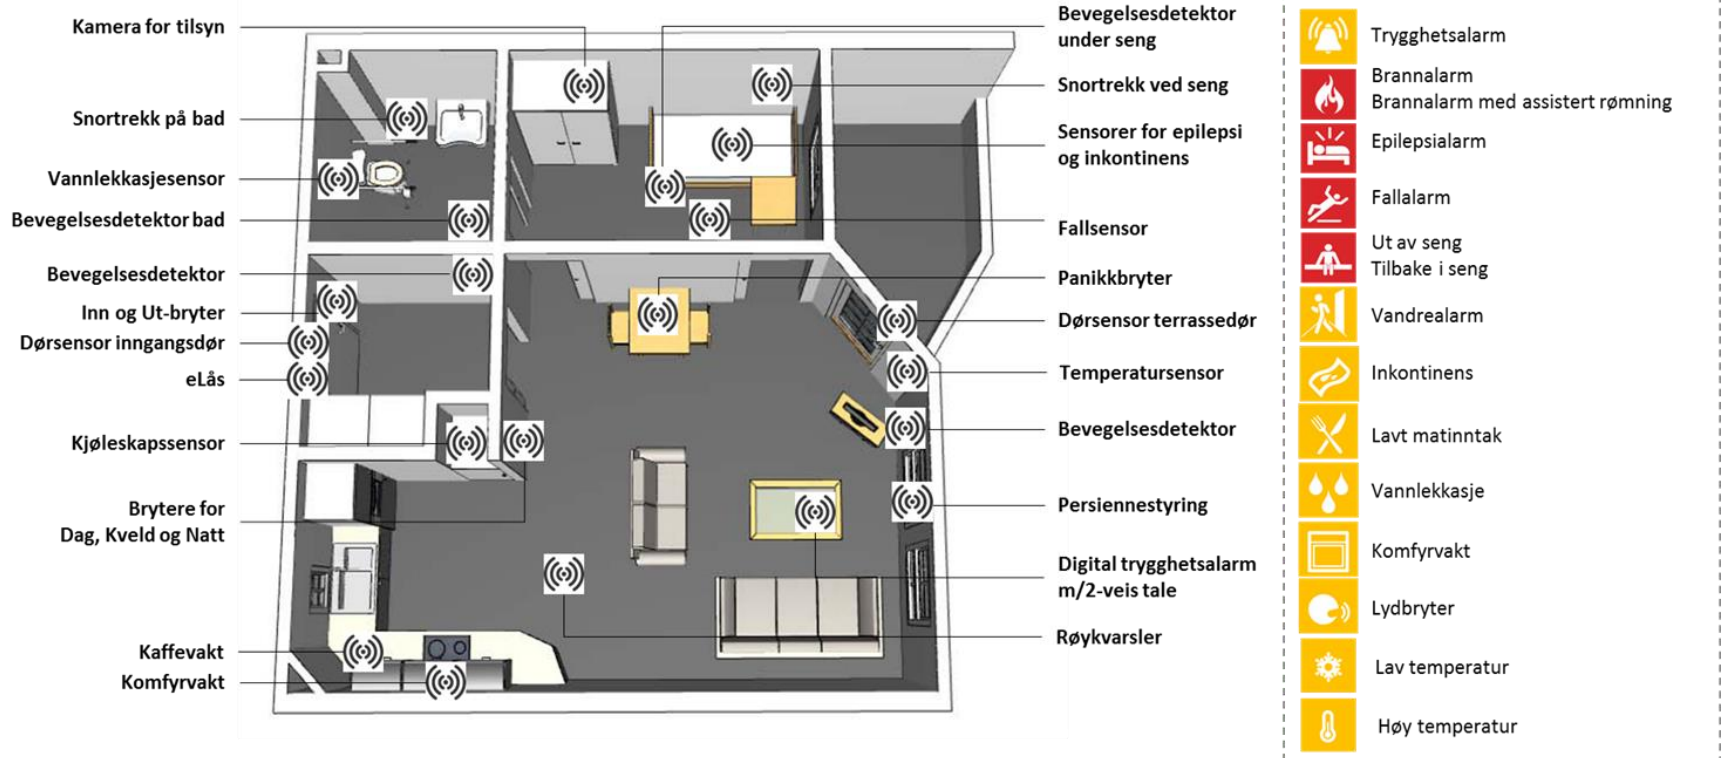 Kamera for tilsyn
Snortrekk på bad
Vannlekkasjesensor
Bevegelsesdetektor bad
Bevegelsesdetektor
Inn og Ut-bryter
Dørsensor inngangsdør
eLås
Kjøleskapssensor
Brytere for
Dag, Kveld og Natt
Kaffevakt
Komfyrvakt
Bevegelsesdetektor
under seng
Snortrekk ved seng
Sensorer for epilepsi
og inkontinens
Fallsensor
Panikkbryter
Dørsensor terrassedør
Temperatursensor
Bevegelsesdetektor
Persiennestyring
Digital trygghetsalarm
m/2-veis tale
Røykvarsler
Trygghetsalarm
Brannalarm
Brannalarm med assistert rømning
Epilepsialarm
Fallalarm
Ut av seng
Tilbake i seng
Vandrealarm
Inkontinens
Lavt matinntak
Vannlekkasje
Komfyrvakt
Lydbryter
Lav temperatur
Høy temperatur